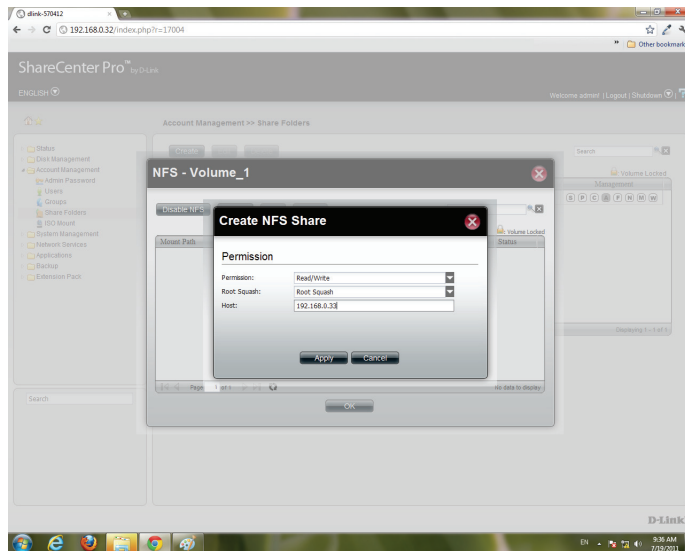 dlink-570412
192.168.0.32/index.php?r=17004
Other bookmark
ShareCenter Pro™ by D-Link
ENGLISH
Welcome admin! | Logout | Shutdown
Account Management >> Share Folders
Status
Disk Management
Account Management
Admin Password
Users
Groups
Share Folders
ISO Mount
System Management
Network Services
Applications
Backup
Extension Pack
Search
Create
Search
Volume Locked
Management
S P C F N M W
Displaying 1 - 1 of 1
NFS - Volume_1
Disable NFS
: Volume Locked
Mount Path
Status
Create NFS Share
Permission
Permission:
Read/Write
Root Squash:
Root Squash
Host:
192.168.0.33
Apply
Cancel
Page 1 of 1
No data to display
OK
D-Link
EN
9:36 AM
7/19/2011